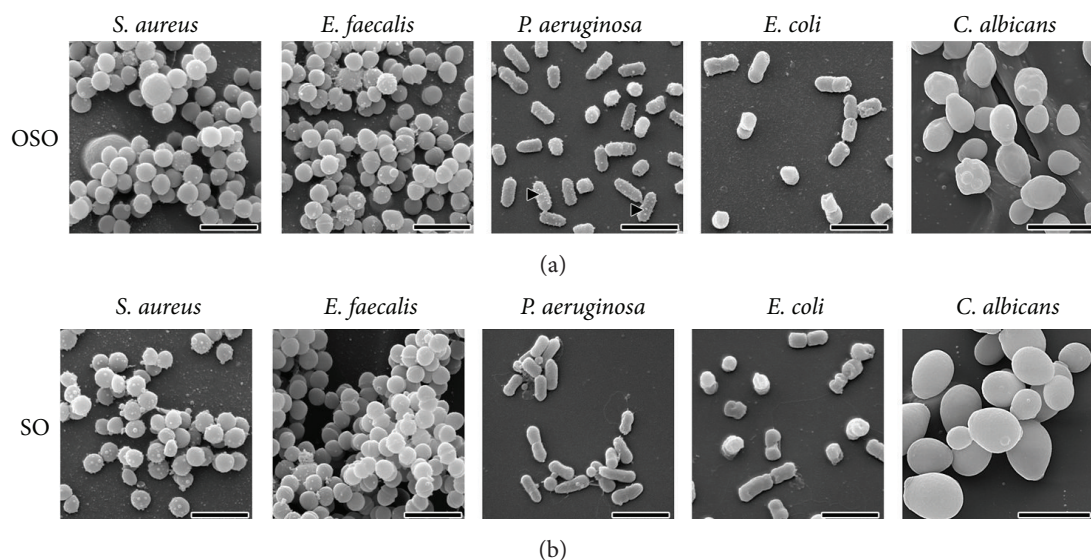 S. aureus E. faecalis P. aeruginosa E. coli C. albicans
OSO
(a)
S. aureus E. faecalis P. aeruginosa E. coli C. albicans
SO
(b)